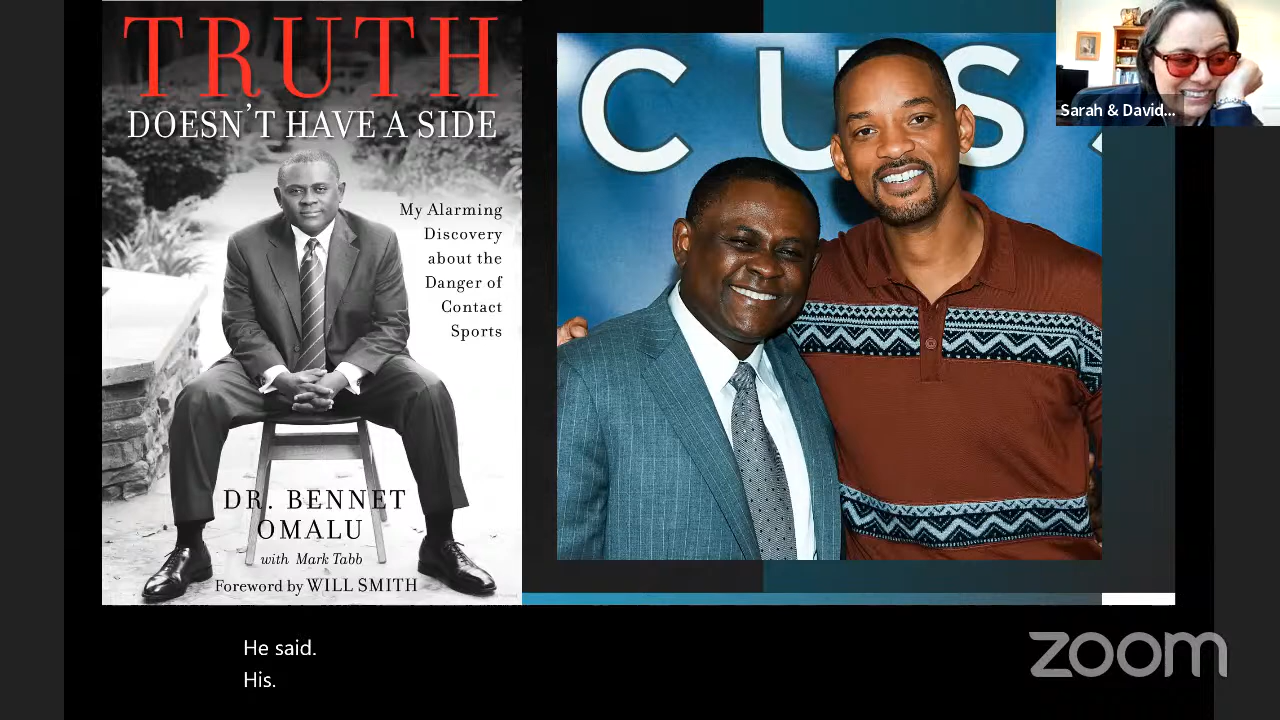 TRUTH
DOESN'T HAVE A SIDE
My Alarming
Discovery
about the
Danger of
Contact
Sports
DR. BENNET
OMALU
with Mark Tabb
Foreword by WILL SMITH
C U S
Sarah & David...
He said.
His.
zoom